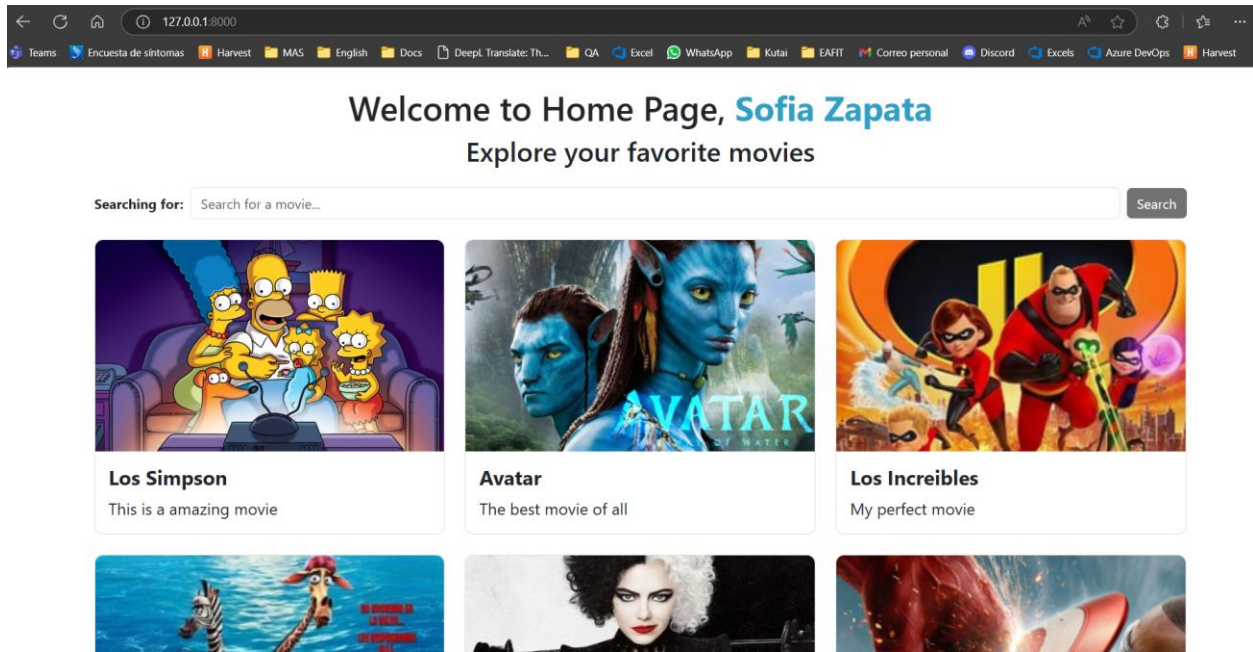 127.0.0.1:8000
Teams Encuesta de síntomas Harvest MAS English Docs DeepL Translate: Th... QA Excel WhatsApp Kutai EAFIT Correo personal Discord Excels Azure DevOps Harvest
Welcome to Home Page, Sofia Zapata
Explore your favorite movies
Searching for: Search for a movie... Search
AVATAR
OF WATER
Los Simpson
This is a amazing movie
Avatar
The best movie of all
Los Increibles
My perfect movie